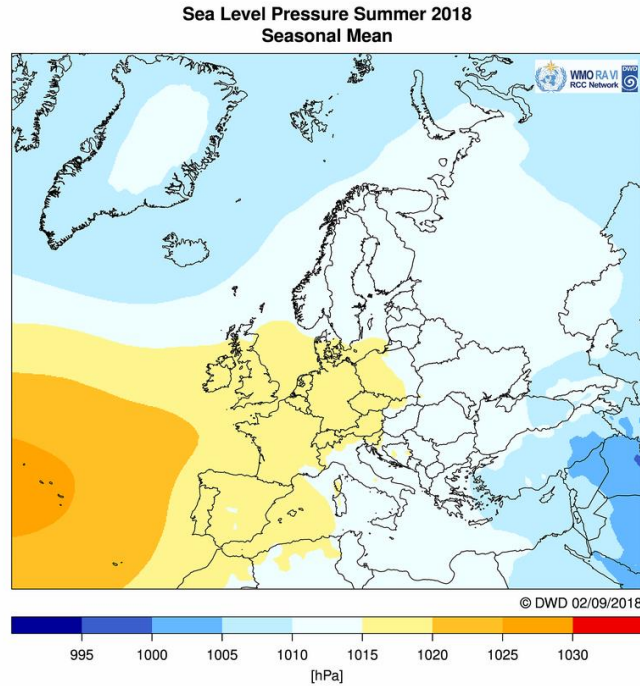 Sea Level Pressure Summer 2018
Seasonal Mean
WMO RA VI
RCC Network
DWD
© DWD 02/09/2018
995 1000 1005 1010 1015 1020 1025 1030
[hPa]